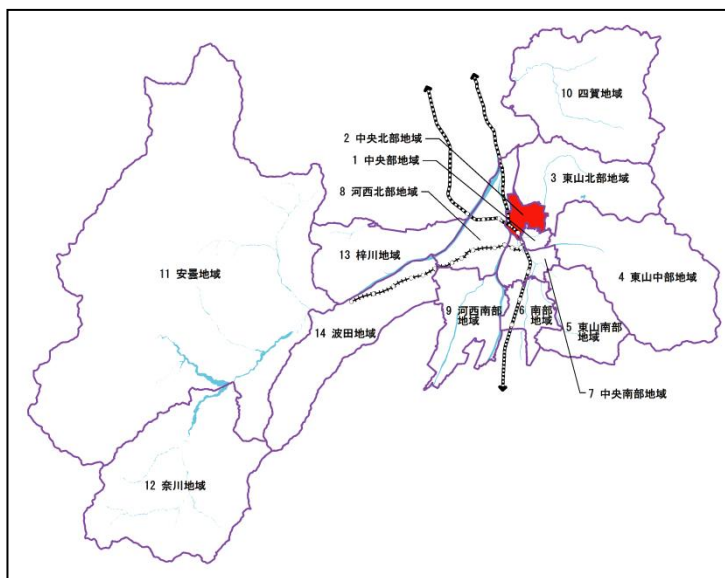 10 四賀地域
2 中央北部地域
1 中央部地域
3 東山北部地域
8 河西北部地域
13 梓川地域
11 安曇地域
4 東山中部地域
9 河西南部
地域
6 南部
地域
14 波田地域
5 東山南部
地域
7 中央南部地域
12 奈川地域